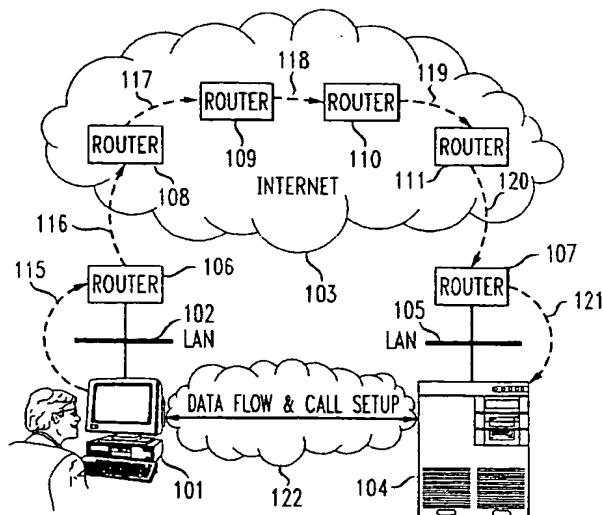 118
117
119
ROUTER
ROUTER
109
110
ROUTER
ROUTER
108
111
INTERNET
120
116
103
115
106
107
ROUTER
ROUTER
121
102
105
LAN
LAN
DATA FLOW & CALL SETUP
101
122
104